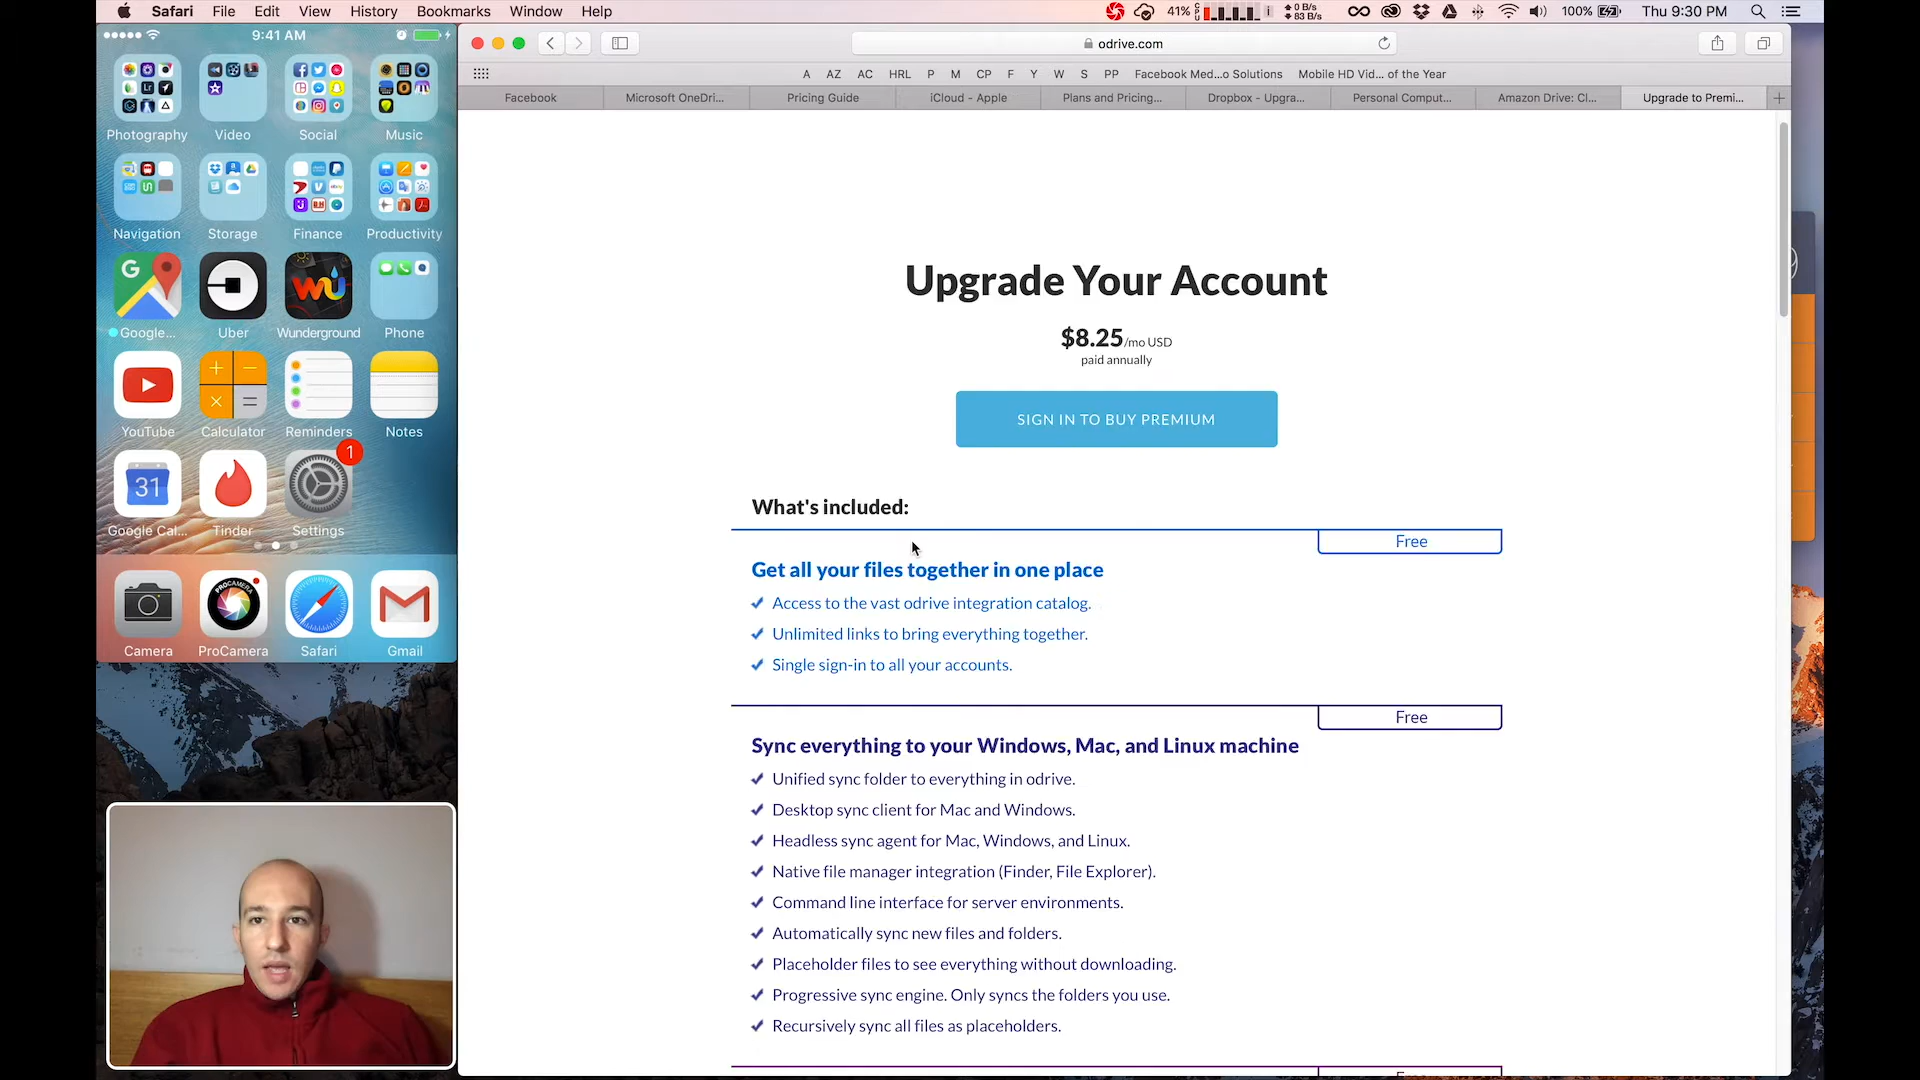 Safari File Edit View History Bookmarks Window Help
41% 0 B/s 83 B/s 100% Thu 9:30 PM
9:41 AM
odrive.com
A AZ AC HRL P M CP F Y W S PP Facebook Med...o Solutions Mobile HD Vid... of the Year
Facebook Microsoft OneDri... Pricing Guide iCloud - Apple Plans and Pricing... Dropbox - Upgra... Personal Comput... Amazon Drive: Cl... Upgrade to Premi...
Photography Video Social Music
Navigation Storage Finance Productivity
Google... Uber Wunderground Phone
YouTube Calculator Reminders Notes
1
31
Google Cal... Tinder Settings
Camera ProCamera Safari Gmail
Upgrade Your Account
$8.25/mo USD
paid annually
SIGN IN TO BUY PREMIUM
What's included:
Free
Get all your files together in one place
Access to the vast odrive integration catalog.
Unlimited links to bring everything together.
Single sign-in to all your accounts.
Free
Sync everything to your Windows, Mac, and Linux machine
Unified sync folder to everything in odrive.
Desktop sync client for Mac and Windows.
Headless sync agent for Mac, Windows, and Linux.
Native file manager integration (Finder, File Explorer).
Command line interface for server environments.
Automatically sync new files and folders.
Placeholder files to see everything without downloading.
Progressive sync engine. Only syncs the folders you use.
Recursively sync all files as placeholders.